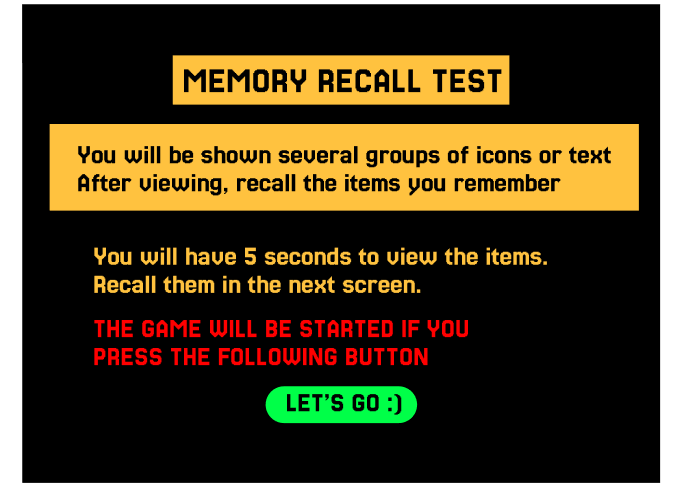 MEMORY RECALL TEST
You will be shown several groups of icons or text
After viewing, recall the items you remember
You will have 5 seconds to view the items.
Recall them in the next screen.
THE GAME WILL BE STARTED IF YOU
PRESS THE FOLLOWING BUTTON
LET'S GO :)